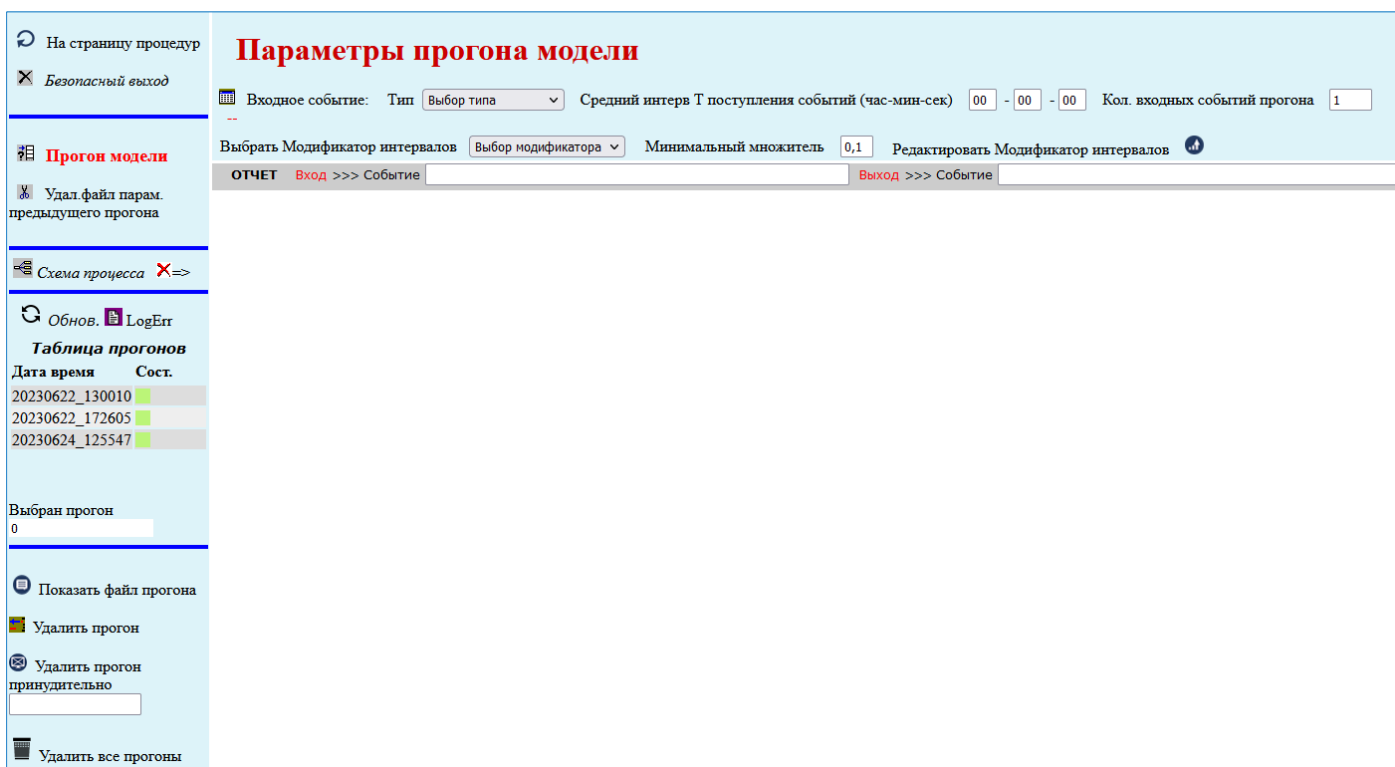 На страницу процедур
Безопасный выход
Прогон модели
Удал.файл парам.
предыдущего прогона
Схема процесса =>
Обнов. LogErr
Таблица прогонов
Дата время Сост.
20230622_130010
20230622_172605
20230624_125547
Выбран прогон
0
Показать файл прогона
Удалить прогон
Удалить прогон
принудительно
Удалить все прогоны
Параметры прогона модели
Входное событие: Тип Выбор типа Средний интерв Т поступления событий (час-мин-сек) 00 - 00 - 00 Кол. входных событий прогона 1
--
Выбрать Модификатор интервалов Выбор модификатора Минимальный множитель 0,1 Редактировать Модификатор интервалов
ОТЧЕТ Вход >>> Событие Выход >>> Событие